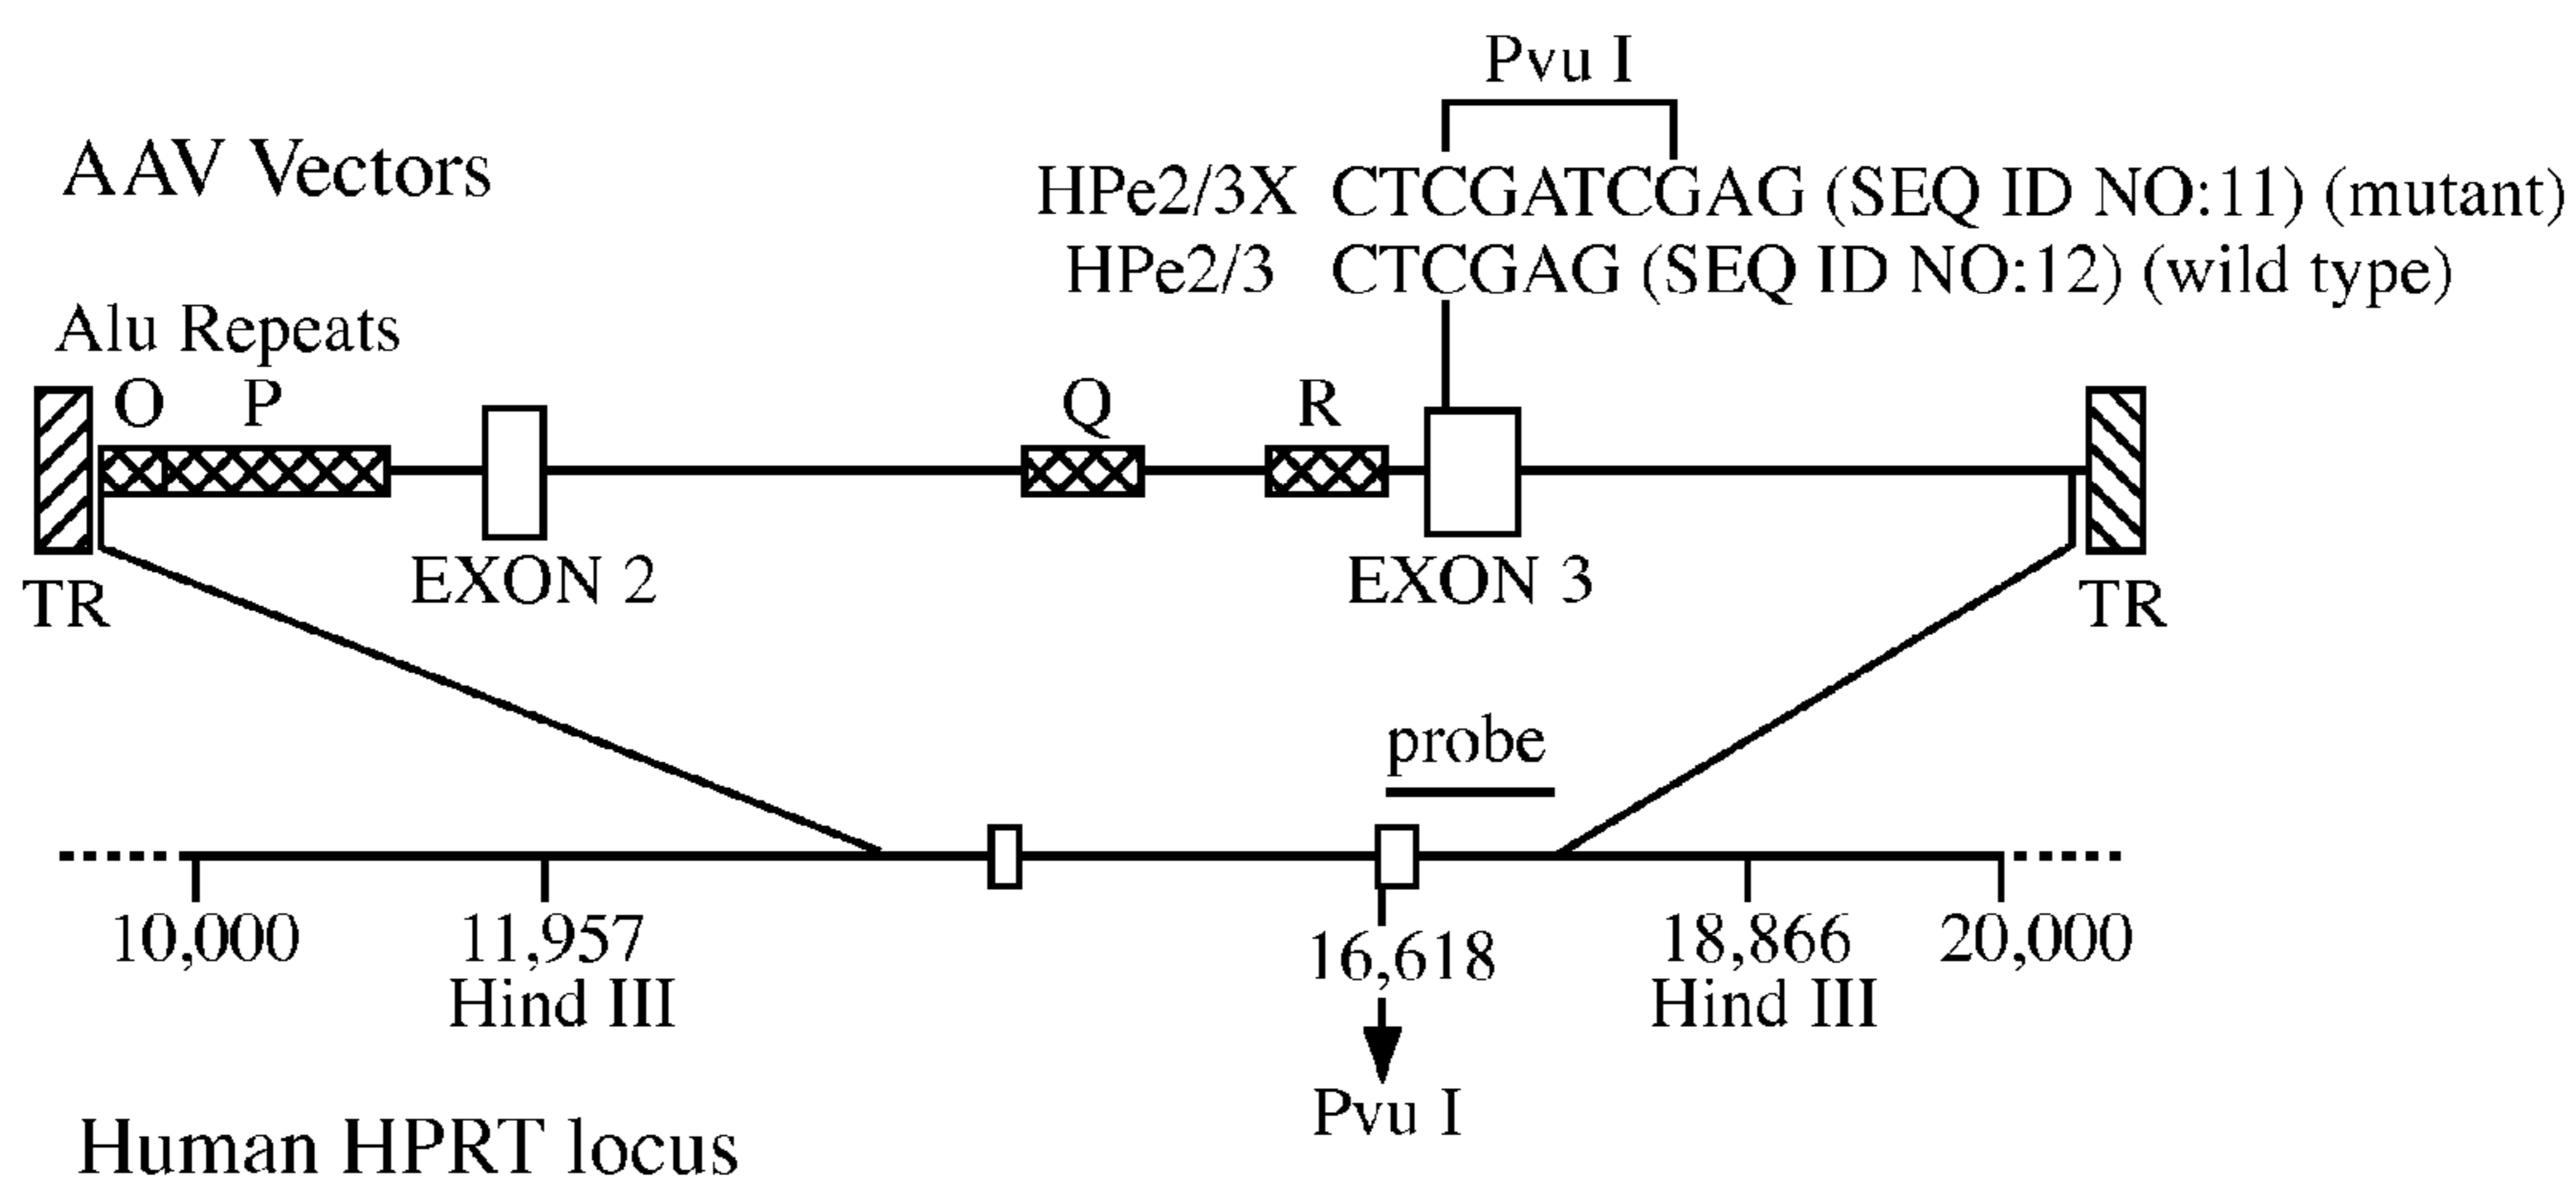 Pvu I
AAV Vectors
HPe2/3X CTCGATCGAG (SEQ ID NO:11) (mutant)
HPe2/3 CTCGAG (SEQ ID NO:12) (wild type)
Alu Repeats
O P Q R
EXON 2 EXON 3
TR TR
probe
10,000 11,957 16,618 18,866 20,000
Hind III Hind III
Pvu I
Human HPRT locus